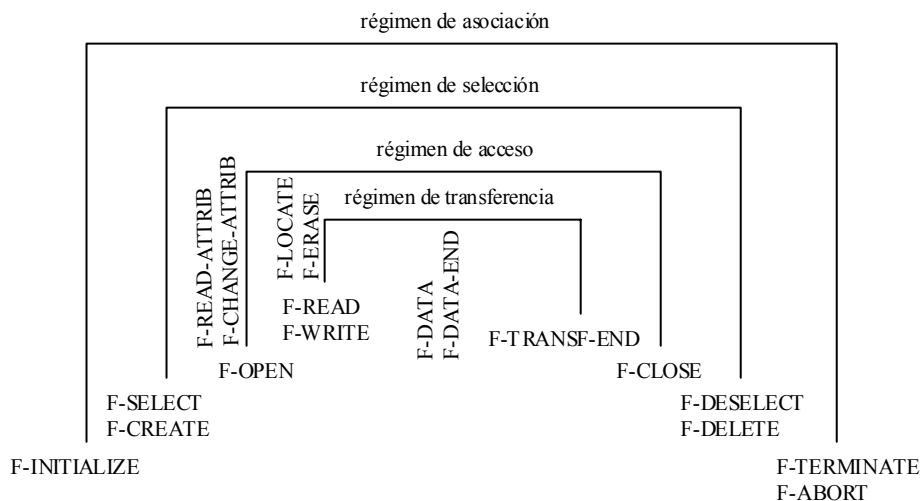 régimen de asociación
régimen de selección
régimen de acceso
régimen de transferencia
F-READ-ATTRIB
F-CHANGE-ATTRIB
F-LOCATE
F-ERASE
F-READ
F-WRITE
F-DATA
F-DATA-END
F-TRANSF-END
F-OPEN
F-CLOSE
F-SELECT
F-CREATE
F-DESELECT
F-DELETE
F-INITIALIZE
F-TERMINATE
F-ABORT